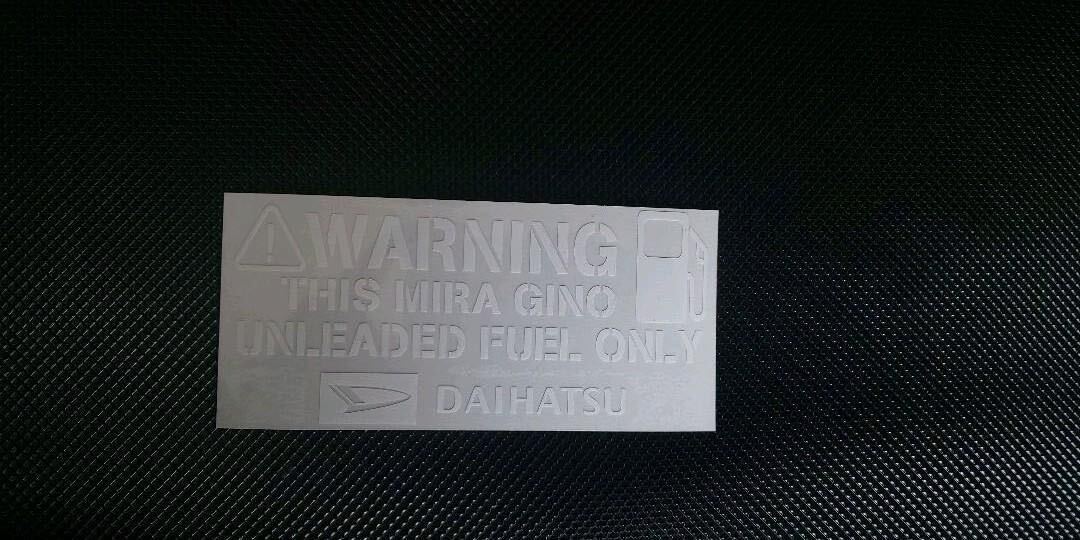 WARNING
THIS MIRA GINO
UNLEADED FUEL ONLY
DAIHATSU